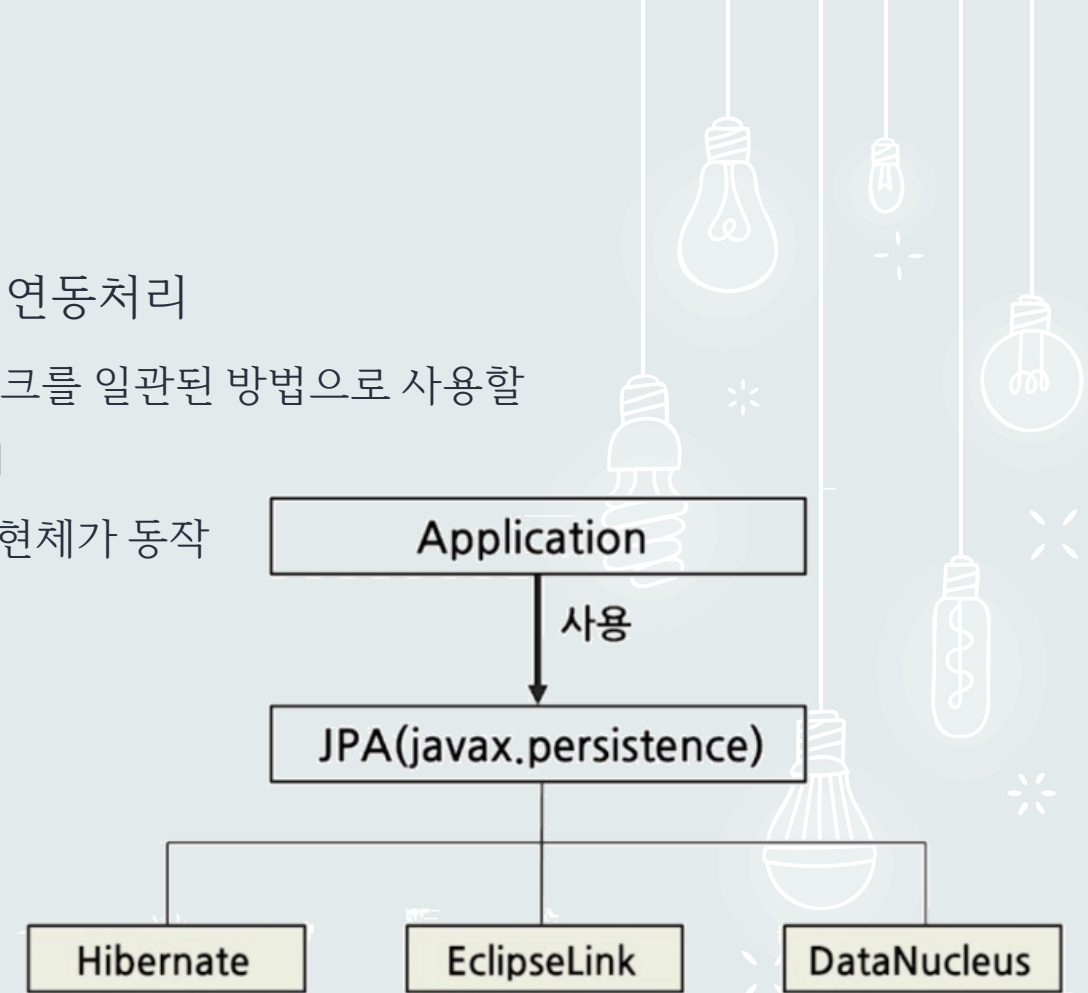 연동처리
크를 일관된 방법으로 사용할
현체가 동작
Application
사용
JPA(javax.persistence)
Hibernate
EclipseLink
DataNucleus